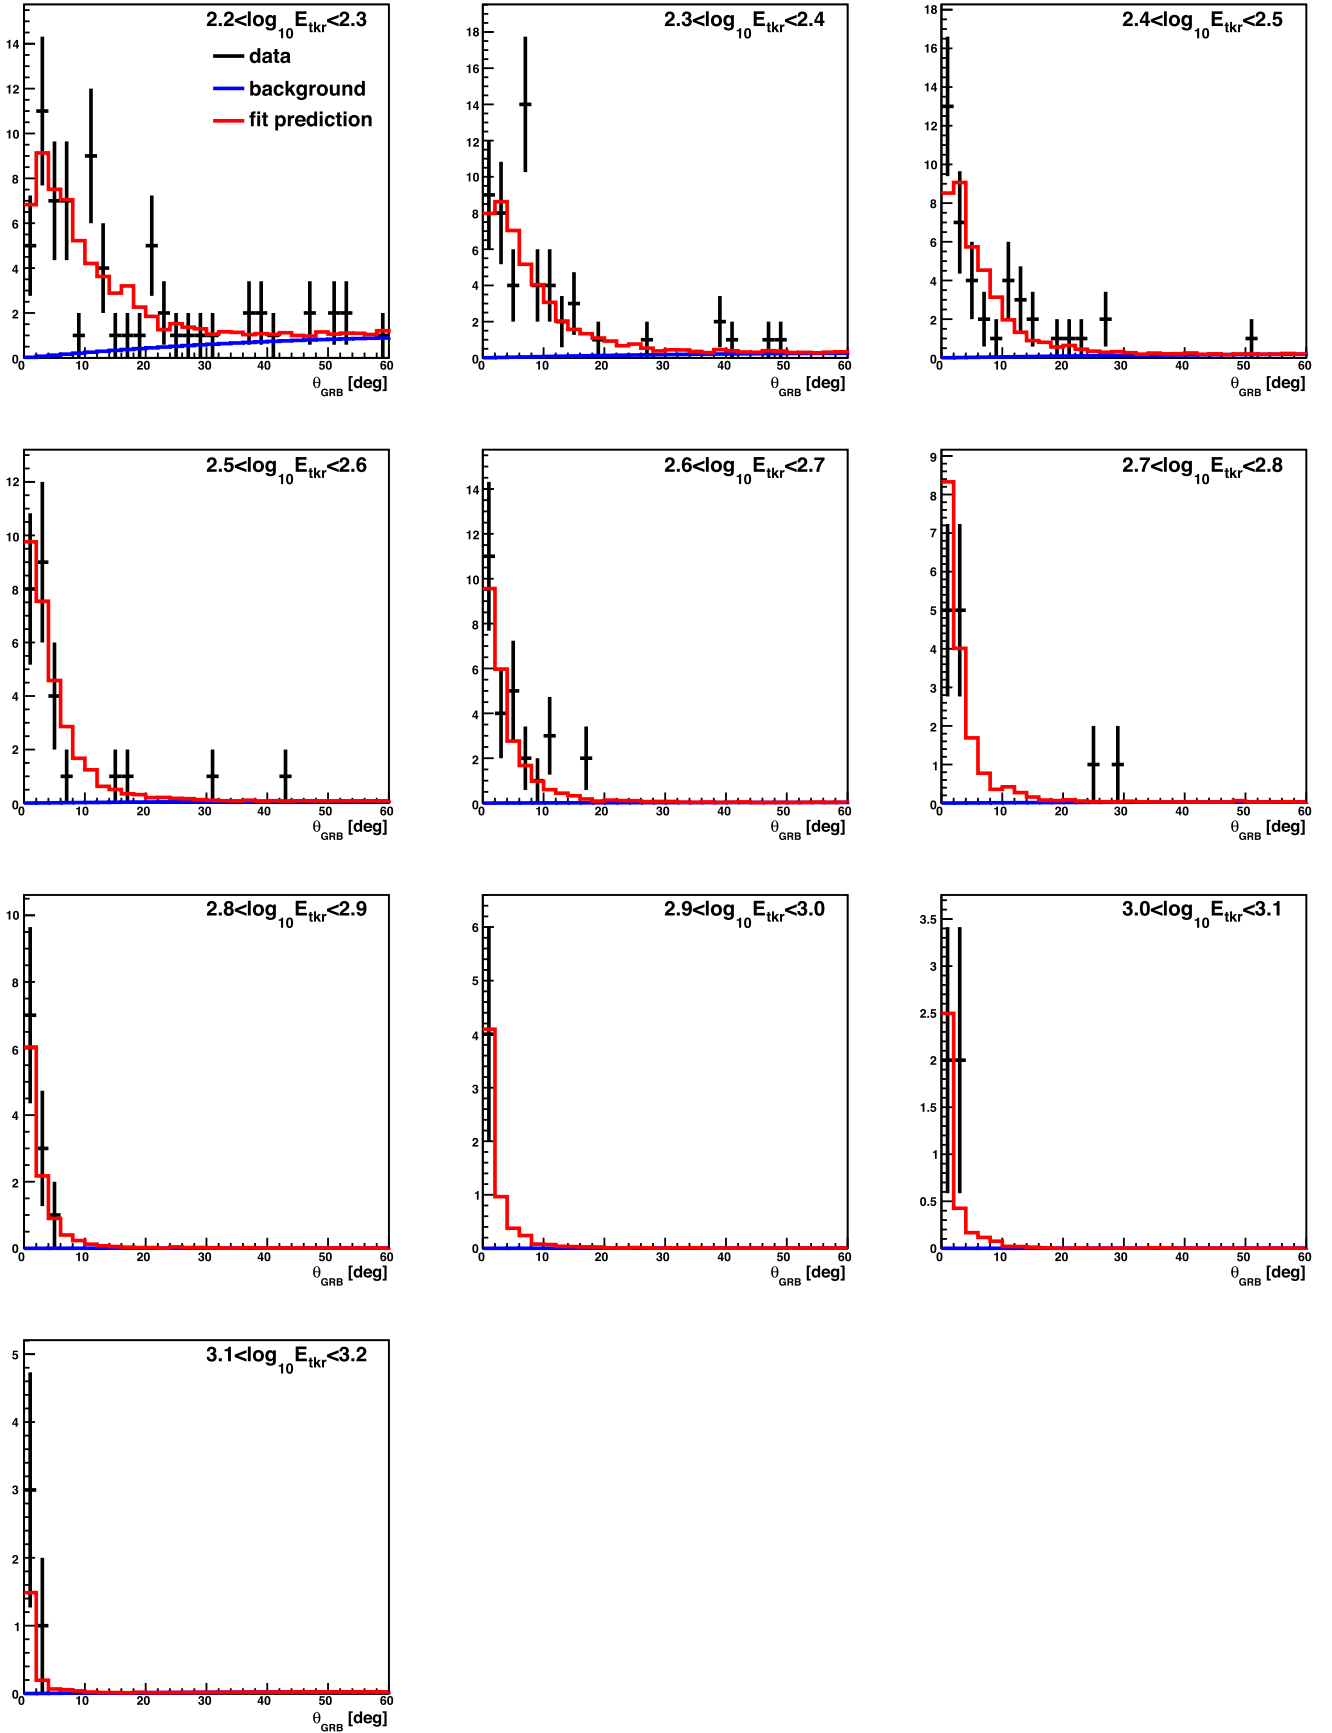 2.2<log10Etkr<2.3
data
background
fit prediction
14
12
10
8
6
4
2
0
0 10 20 30 40 50 60
θGRB [deg]
2.3<log10Etkr<2.4
18
16
14
12
10
8
6
4
2
0
0 10 20 30 40 50 60
θGRB [deg]
2.4<log10Etkr<2.5
18
16
14
12
10
8
6
4
2
0
0 10 20 30 40 50 60
θGRB [deg]
2.5<log10Etkr<2.6
12
10
8
6
4
2
0
0 10 20 30 40 50 60
θGRB [deg]
2.6<log10Etkr<2.7
14
12
10
8
6
4
2
0
0 10 20 30 40 50 60
θGRB [deg]
2.7<log10Etkr<2.8
9
8
7
6
5
4
3
2
1
0
0 10 20 30 40 50 60
θGRB [deg]
2.8<log10Etkr<2.9
10
8
6
4
2
0
0 10 20 30 40 50 60
θGRB [deg]
2.9<log10Etkr<3.0
6
5
4
3
2
1
0
0 10 20 30 40 50 60
θGRB [deg]
3.0<log10Etkr<3.1
3.5
3
2.5
2
1.5
1
0.5
0
0 10 20 30 40 50 60
θGRB [deg]
3.1<log10Etkr<3.2
5
4
3
2
1
0
0 10 20 30 40 50 60
θGRB [deg]